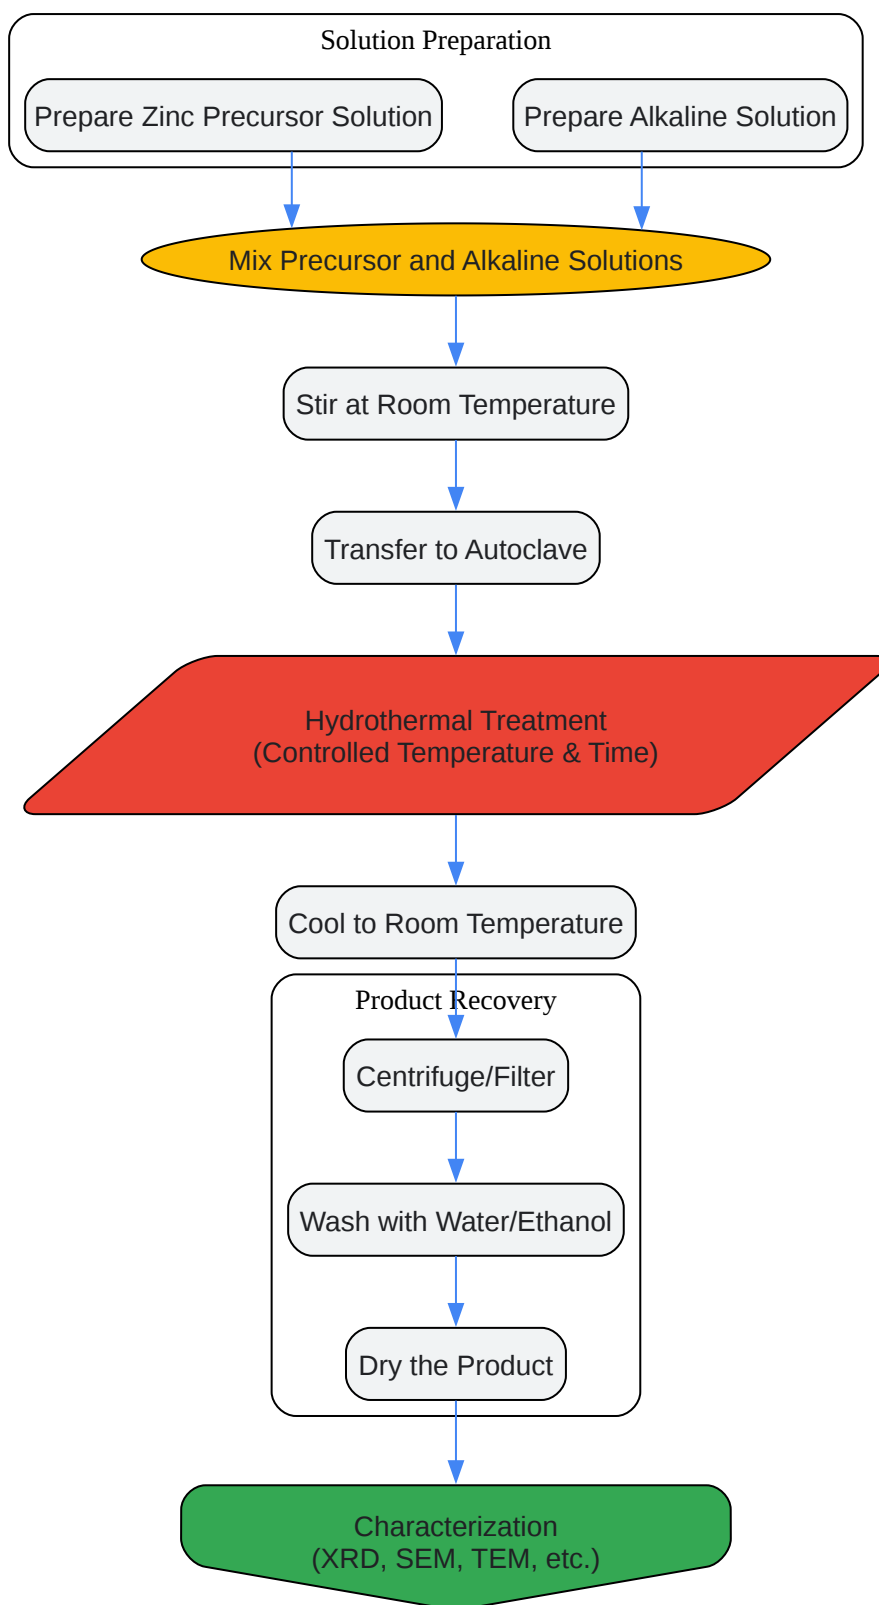 Solution Preparation
Prepare Zinc Precursor Solution
Prepare Alkaline Solution
Mix Precursor and Alkaline Solutions
Stir at Room Temperature
Transfer to Autoclave
Hydrothermal Treatment
(Controlled Temperature & Time)
Cool to Room Temperature
Product Recovery
Centrifuge/Filter
Wash with Water/Ethanol
Dry the Product
Characterization
(XRD, SEM, TEM, etc.)